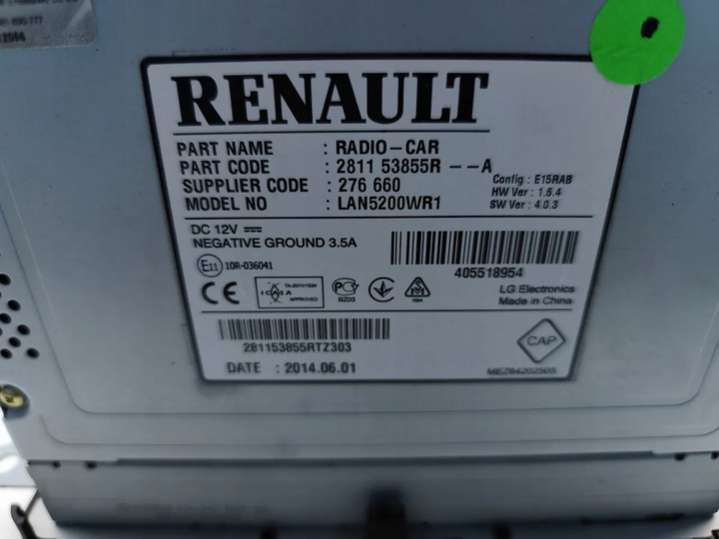 RENAULT
PART NAME : RADIO-CAR
PART CODE : 2811 53855R --A
SUPPLIER CODE : 276 660
MODEL NO : LAN5200WR1
Config : E15RAB
HW Ver : 1.6.4
SW Ver : 4.0.3
DC 12V
NEGATIVE GROUND 3.5A
E11 10R-036041
405518954
LG Electronics
Made in China
CE
APPROVED
281153855RTZ303
DATE : 2014.06.01
CAP